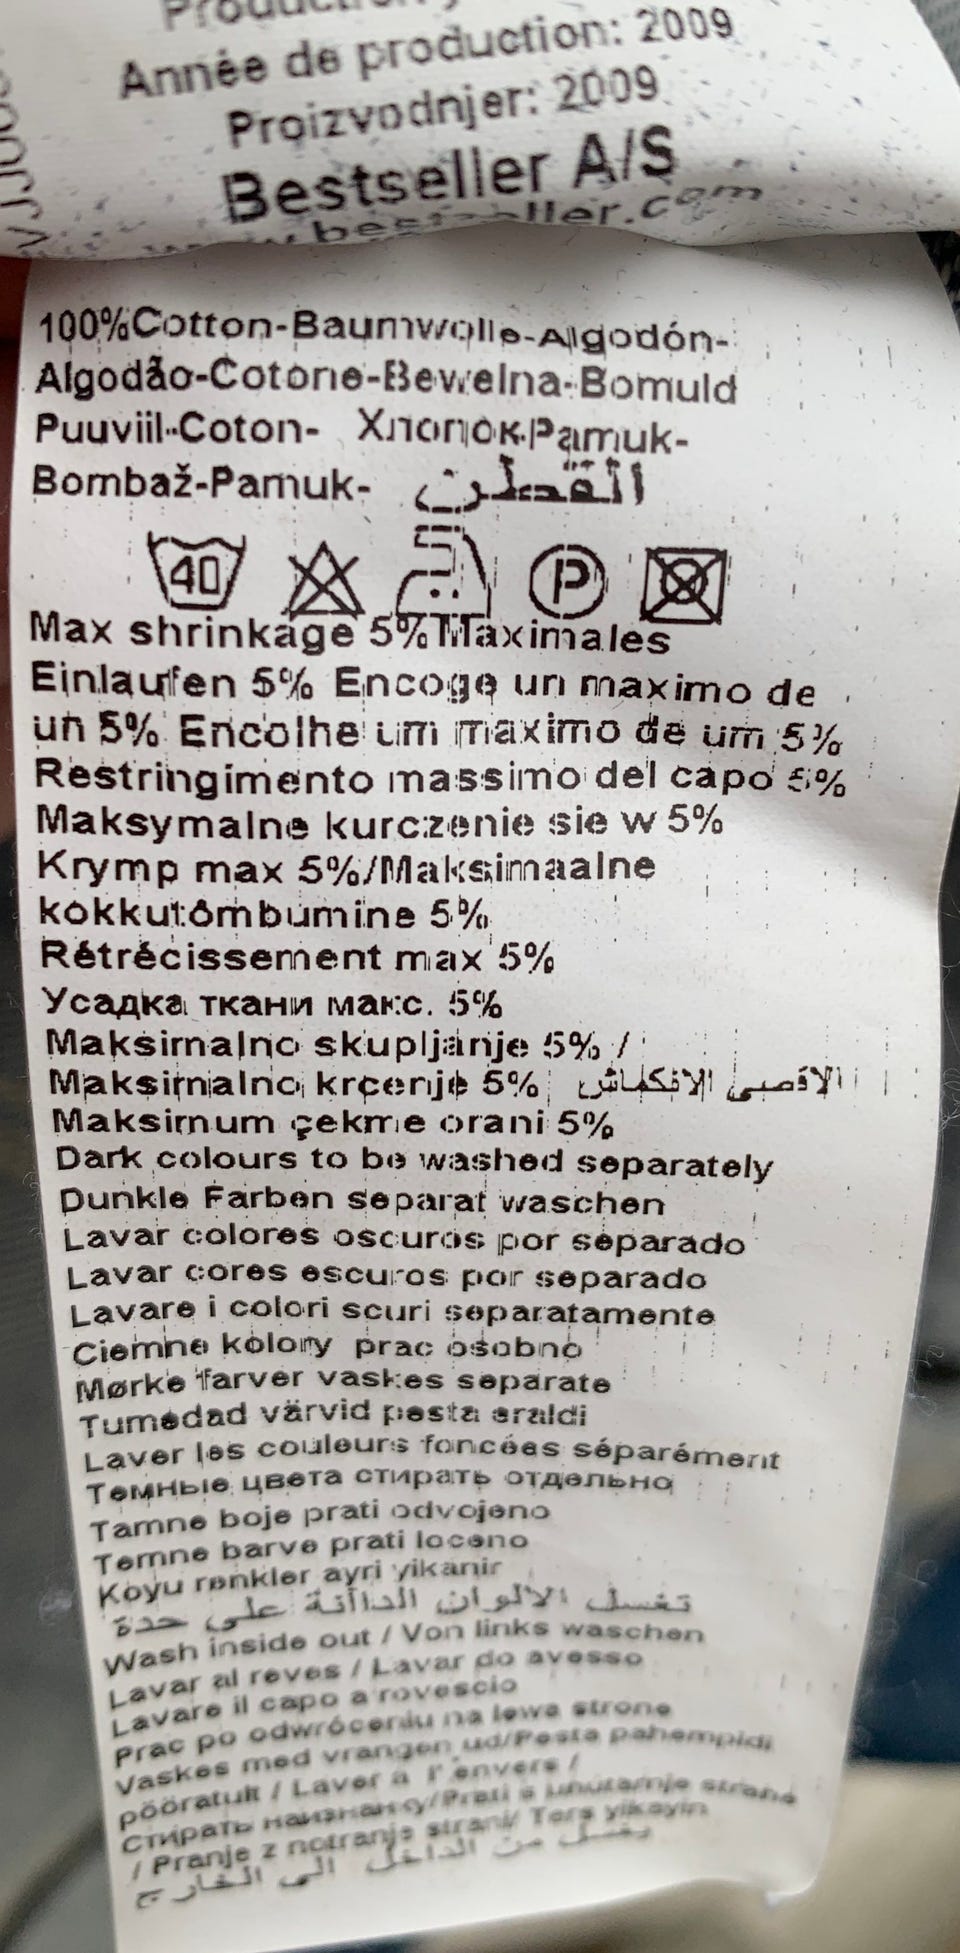 Année de production: 2009
Proizvodnjer: 2009
Bestseller A/S
100%Cotton-Baumwolle-Algodón-
Algodão-Cotone-Bewelna-Bomuld
Puuviil-Coton- Хлопок-Pamuk-
Bombaž-Pamuk- القطن
40 P
Max shrinkage 5% Maximales
Einlaufen 5% Encoge un maximo de
un 5% Encolhe um maximo de um 5%
Restringimento massimo del capo 5%
Maksymalne kurczenie sie w 5%
Krymp max 5%/Maksimaalne
kokkutõmbumine 5%
Rétrécissement max 5%
Усадка ткани макс. 5%
Maksimalno skupljanje 5% /
Maksimalno krcenje 5% الاقصى الانكماش
Maksimum çekme orani 5%
Dark colours to be washed separately
Dunkle Farben separat waschen
Lavar colores oscuros por separado
Lavar cores escuros por separado
Lavare i colori scuri separatamente
Ciemne kolory prac osobno
Mørke farver vaskes separate
Tumedad värvid pesta eraldi
Laver les couleurs foncées séparément
Темные цвета стирать отдельно
Tamne boje prati odvojeno
Temne barve prati loceno
Koyu renkler ayri yikanir
تغسل الالوان الداكنة على حدة
Wash inside out / Von links waschen
Lavar al reves / Lavar do avesso
Lavare il capo a rovescio
Prac po odwróceniu na lewa strone
Vaskes med vrangen ud/Pesta pahempidi
pööratult / Laver a l'envers /
Стирать наизнанку/Prati s unutarnje strane
/ Pranje z notranje strani/ Ters yikayin
يغسل من الداخل الى الخارج